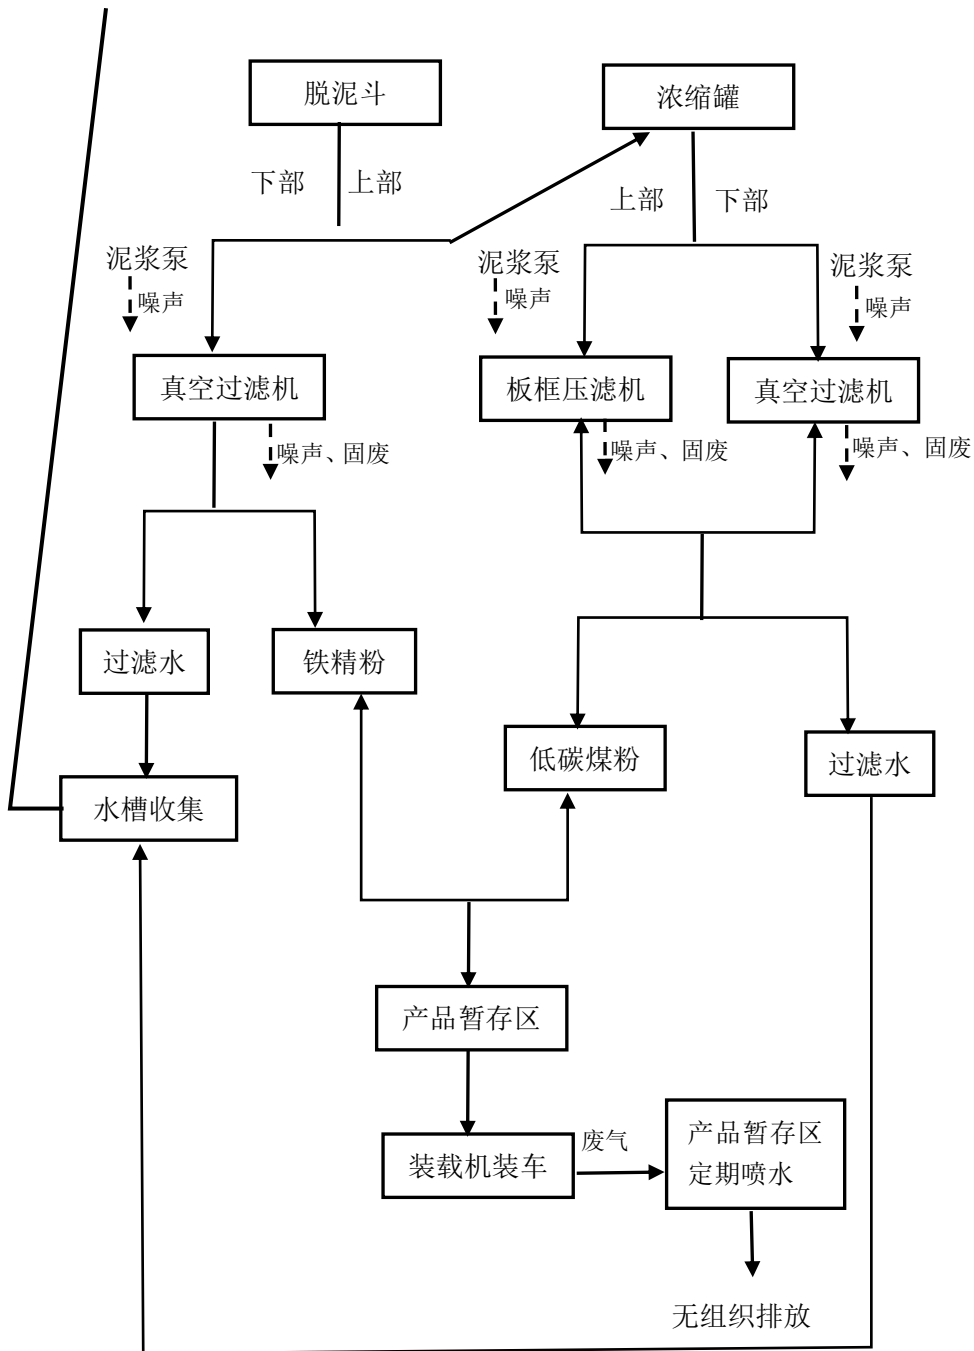 脱泥斗
浓缩罐
下部
上部
上部
下部
泥浆泵
噪声
泥浆泵
噪声
泥浆泵
噪声
真空过滤机
板框压滤机
真空过滤机
噪声、固废
噪声、固废
噪声、固废
过滤水
铁精粉
低碳煤粉
过滤水
水槽收集
产品暂存区
装载机装车
废气
产品暂存区
定期喷水
无组织排放